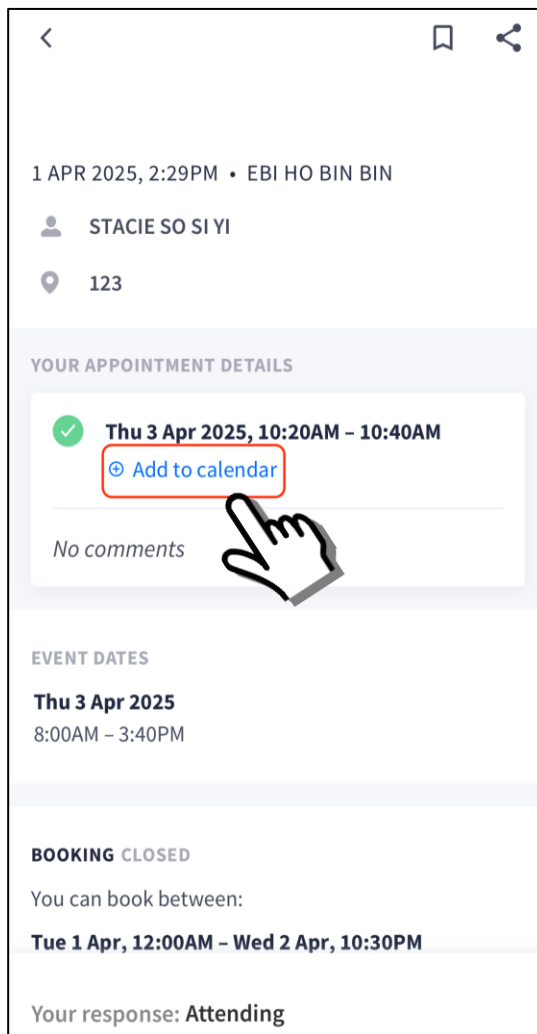 1 APR 2025, 2:29PM • EBI HO BIN BIN
STACIE SO SI YI
123
YOUR APPOINTMENT DETAILS
Thu 3 Apr 2025, 10:20AM – 10:40AM
Add to calendar
No comments
EVENT DATES
Thu 3 Apr 2025
8:00AM – 3:40PM
BOOKING CLOSED
You can book between:
Tue 1 Apr, 12:00AM – Wed 2 Apr, 10:30PM
Your response: Attending